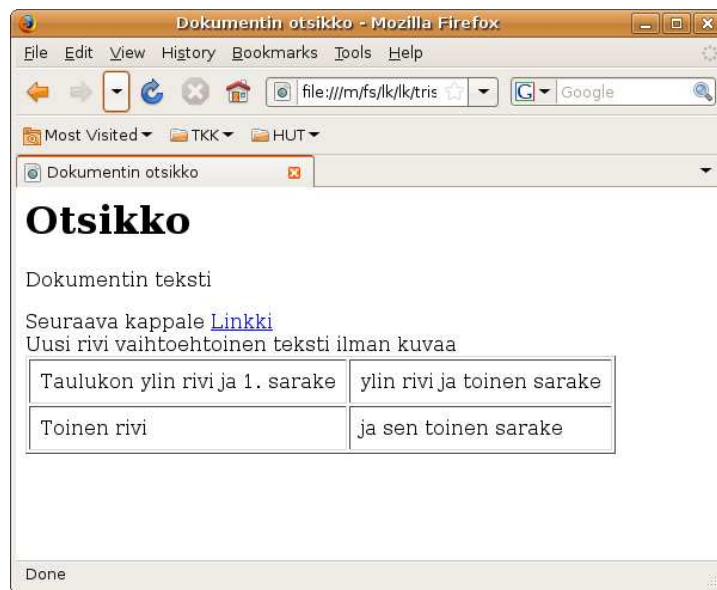 Dokumentin otsikko - Mozilla Firefox
File Edit View History Bookmarks Tools Help
file:///m/fs/lk/lk/tris G Google
Most Visited TKK HUT
Dokumentin otsikko
Otsikko
Dokumentin teksti
Seuraava kappale Linkki
Uusi rivi vaihtoehtoinen teksti ilman kuvaa
Taulukon ylin rivi ja 1. sarake ylin rivi ja toinen sarake
Toinen rivi ja sen toinen sarake
Done